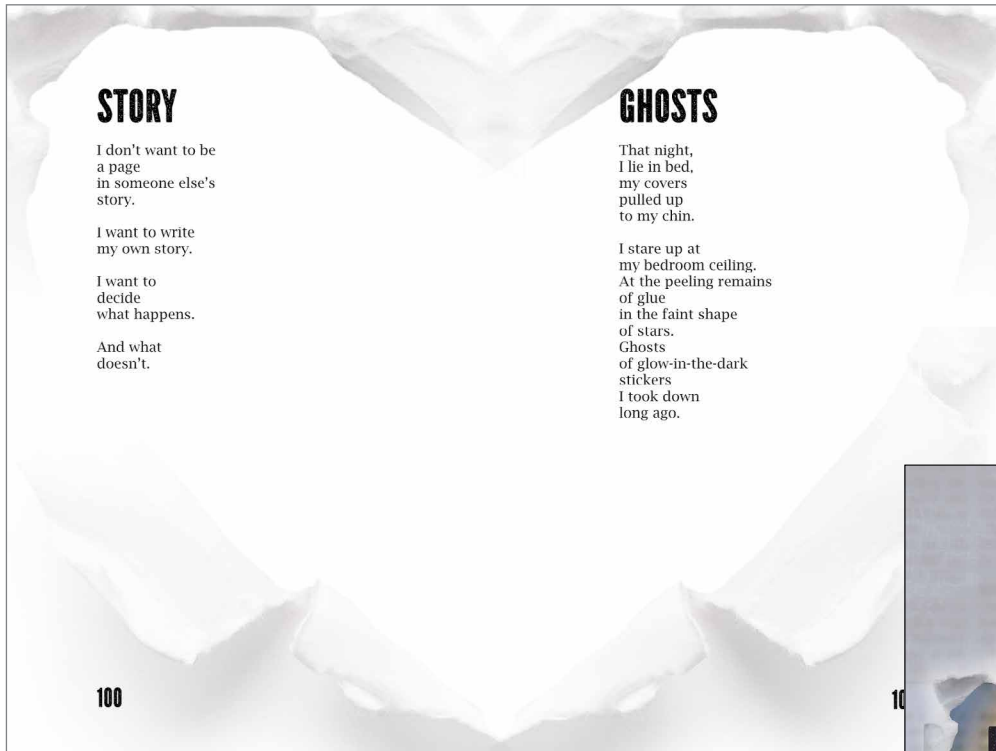 STORY
I don't want to be
a page
in someone else's
story.
I want to write
my own story.
I want to
decide
what happens.
And what
doesn't.
100
GHOSTS
That night,
I lie in bed,
my covers
pulled up
to my chin.
I stare up at
my bedroom ceiling.
At the peeling remains
of glue
in the faint shape
of stars.
Ghosts
of glow-in-the-dark
stickers
I took down
long ago.